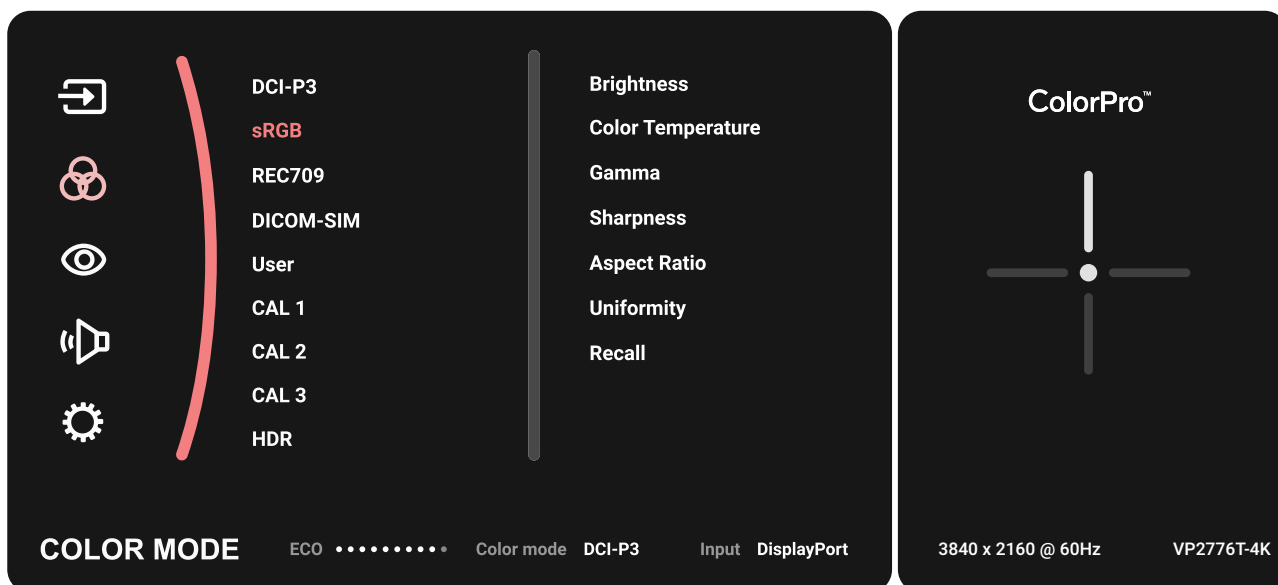 DCI-P3
sRGB
REC709
DICOM-SIM
User
CAL 1
CAL 2
CAL 3
HDR
Brightness
Color Temperature
Gamma
Sharpness
Aspect Ratio
Uniformity
Recall
COLOR MODE
ECO
Color mode DCI-P3
Input DisplayPort
ColorPro™
3840 x 2160 @ 60Hz
VP2776T-4K